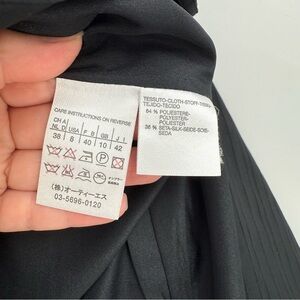 CARE INSTRUCTIONS ON REVERSE
CH A NL D USA F B GB J I
38 8 40 10 42
(株)オーティーエス
03-5696-0120
TESSUTO-CLOTH-STOFF-TISSU
TEJIDO-TECIDO
64 % POLIESTERE-
POLYESTER-
POLYESTER
36 % SETA-SILK-SEIDE-SOIE-
SEDA